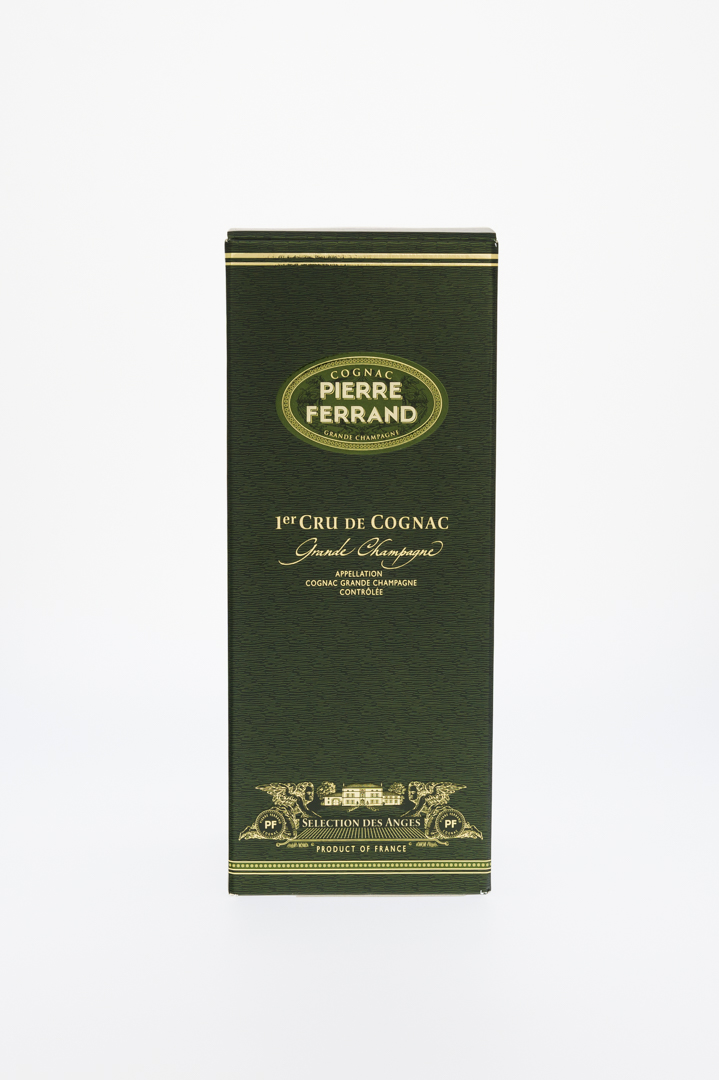 COGNAC
PIERRE
FERRAND
GRANDE CHAMPAGNE
1er CRU DE COGNAC
Grande Champagne
APPELLATION
COGNAC GRANDE CHAMPAGNE
CONTRÔLÉE
PF SELECTION DES ANGES PF
PRODUCT OF FRANCE